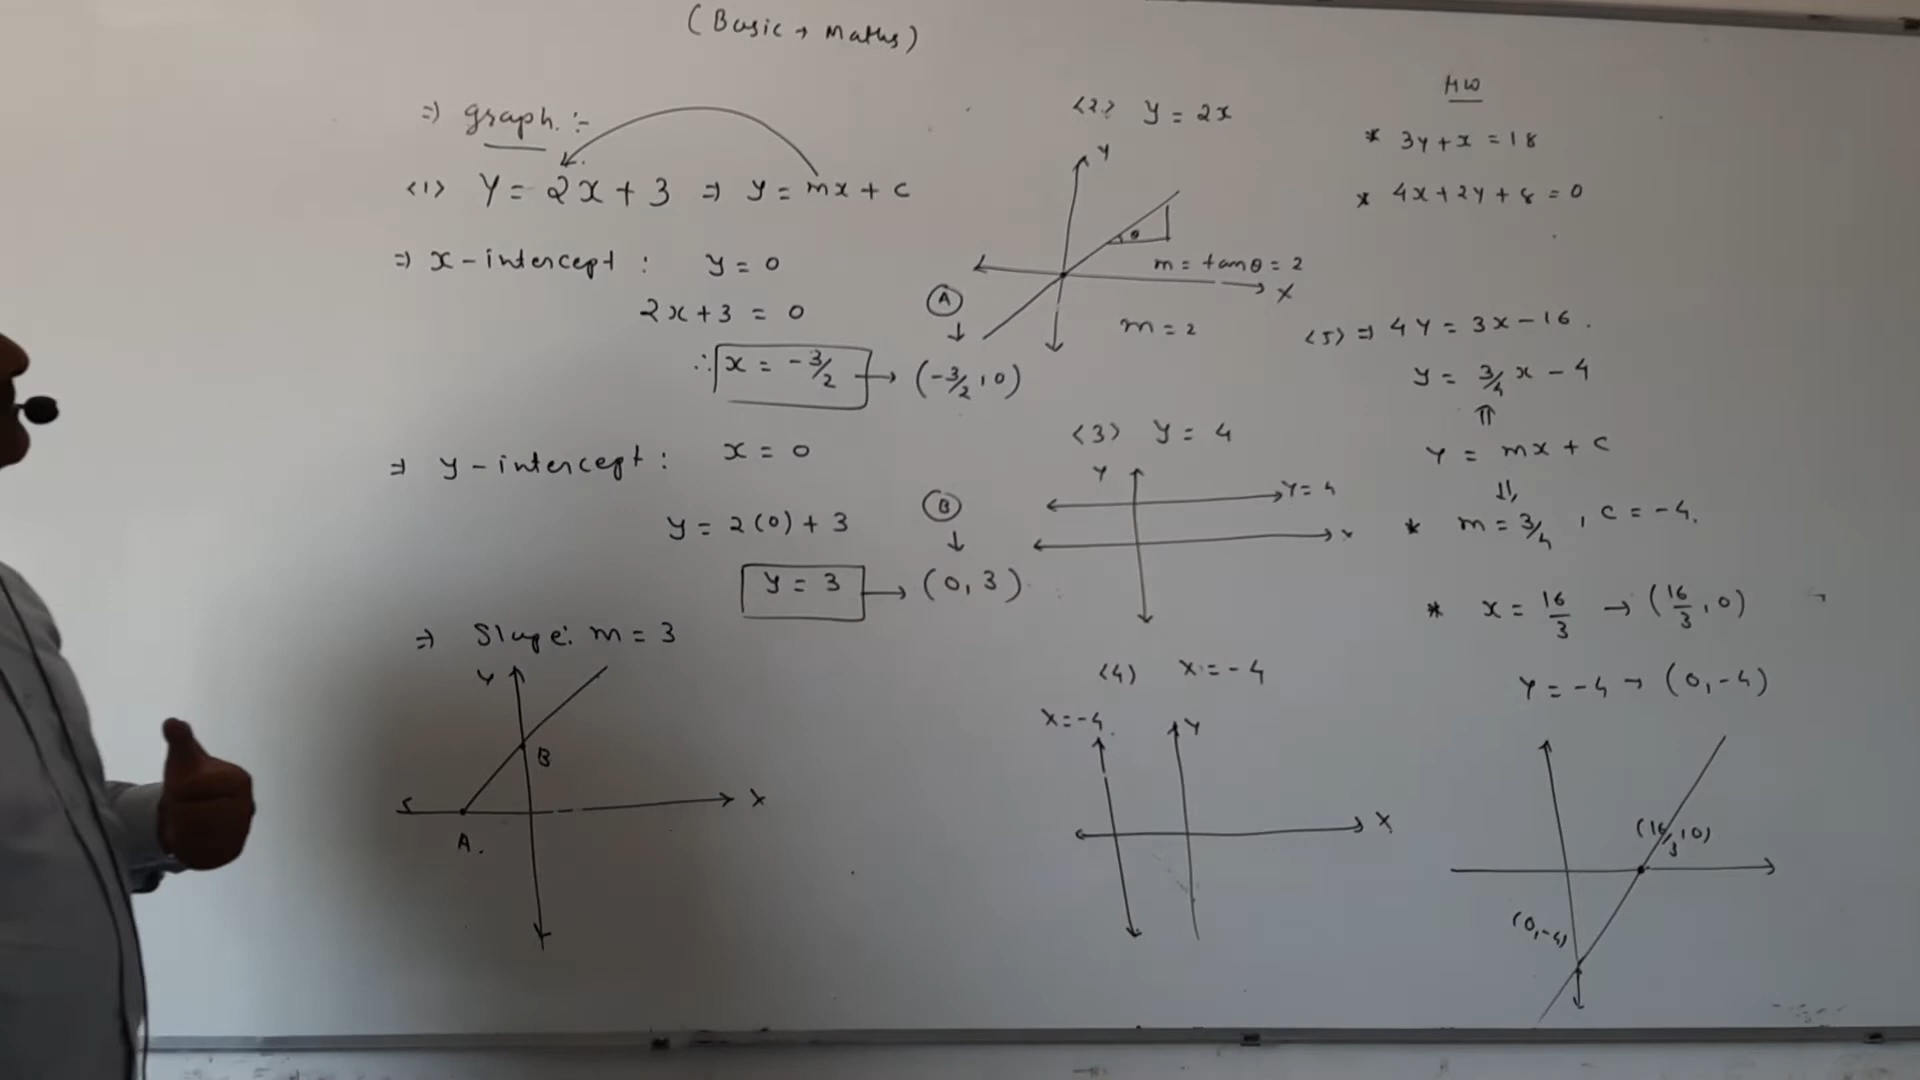 (Basic → Maths)
⇒ graph :-
<1> Y = 2x + 3 ⇒ y = mx + c
⇒ x-intercept : y = 0
2x + 3 = 0
∴ x = -3/2 → (-3/2, 0)
A
⇒ y-intercept : x = 0
y = 2(0) + 3
B
y = 3 → (0, 3)
⇒ Slope: m = 3
Y
B
X
A.
<2> y = 2x
Y
θ
m = tanθ = 2
X
m = 2
<3> y = 4
Y
Y = 4
x
<4) x = -4
x = -4
Y
X
HW
* 3y + x = 18
* 4x + 2y + 8 = 0
<5> ⇒ 4Y = 3x - 16.
y = 3/4 x - 4
⇑
Y = mx + c
⇓
* m = 3/4, c = -4.
* x = 16/3 → (16/3, 0)
Y = -4 → (0, -4)
(16/3, 0)
(0, -4)